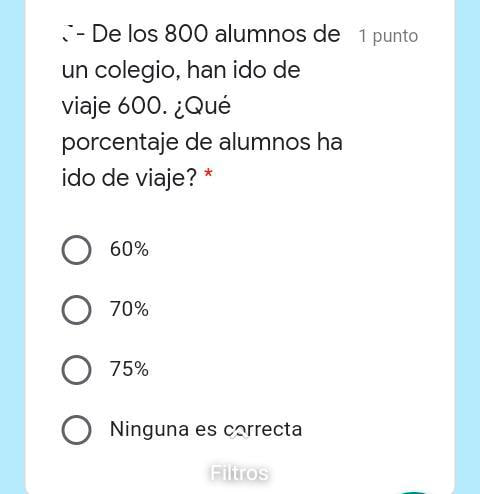 - De los 800 alumnos de 1 punto
un colegio, han ido de
viaje 600. ¿Qué
porcentaje de alumnos ha
ido de viaje? *
60%
70%
75%
Ninguna es correcta
Filtros